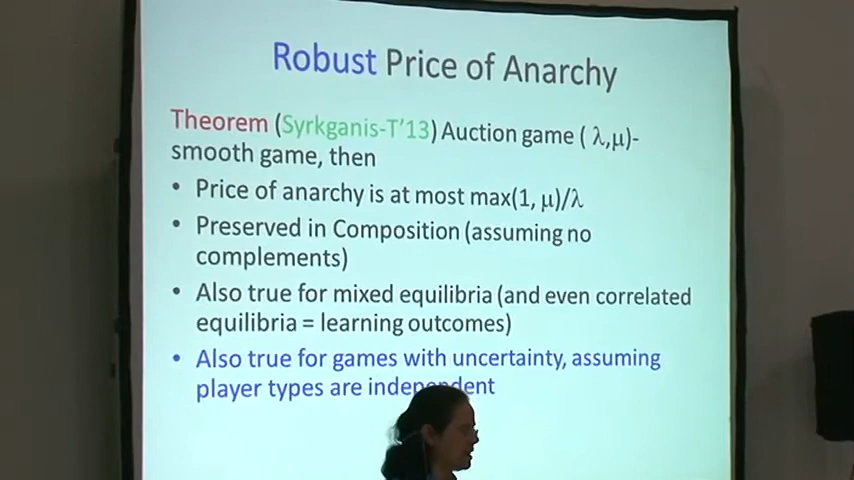 Robust Price of Anarchy
Theorem (Syrkganis-T'13) Auction game ( λ,μ)-
smooth game, then
• Price of anarchy is at most max(1, μ)/λ
• Preserved in Composition (assuming no
complements)
• Also true for mixed equilibria (and even correlated
equilibria = learning outcomes)
• Also true for games with uncertainty, assuming
player types are independent